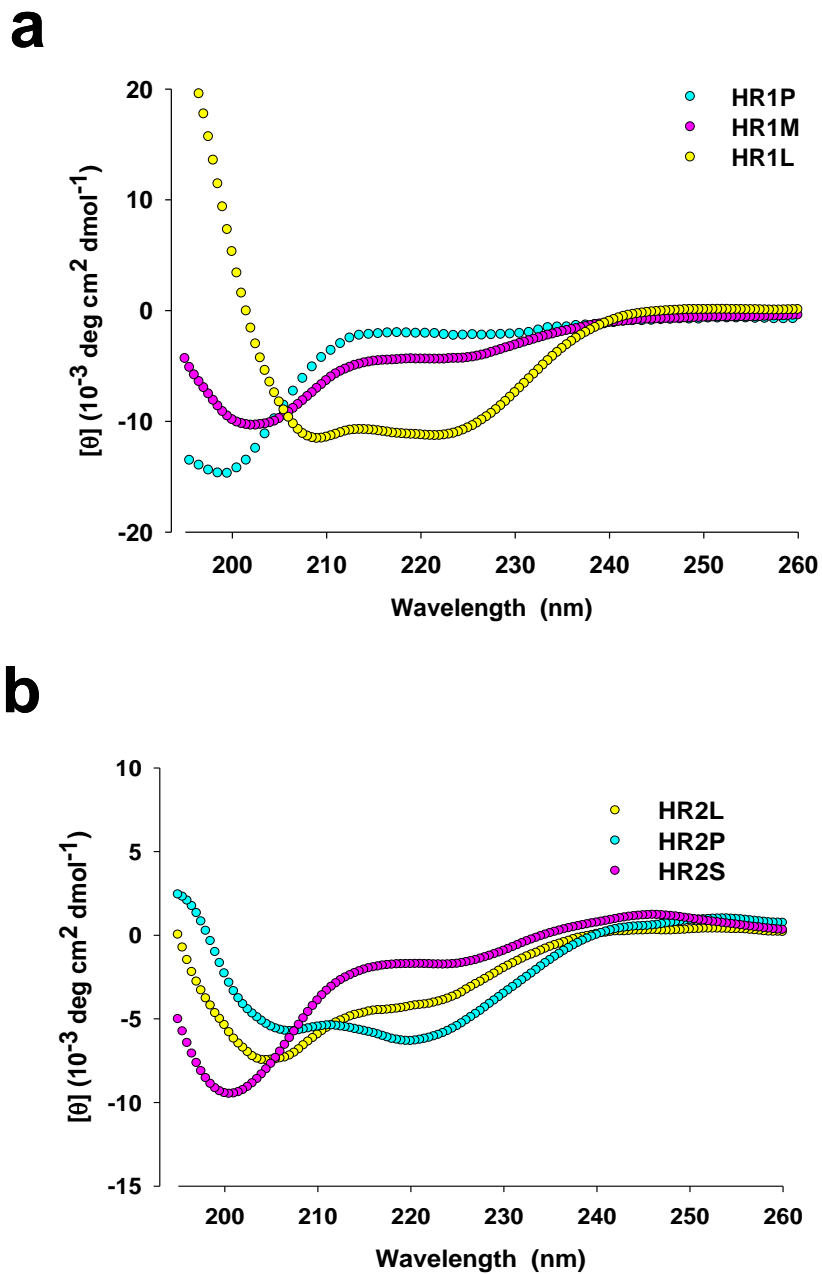 a
20
10
0
-10
-20
[θ] (10⁻³ deg cm² dmol⁻¹)
HR1P
HR1M
HR1L
200 210 220 230 240 250 260
Wavelength (nm)
b
10
5
0
-5
-10
-15
[θ] (10⁻³ deg cm² dmol⁻¹)
HR2L
HR2P
HR2S
200 210 220 230 240 250 260
Wavelength (nm)